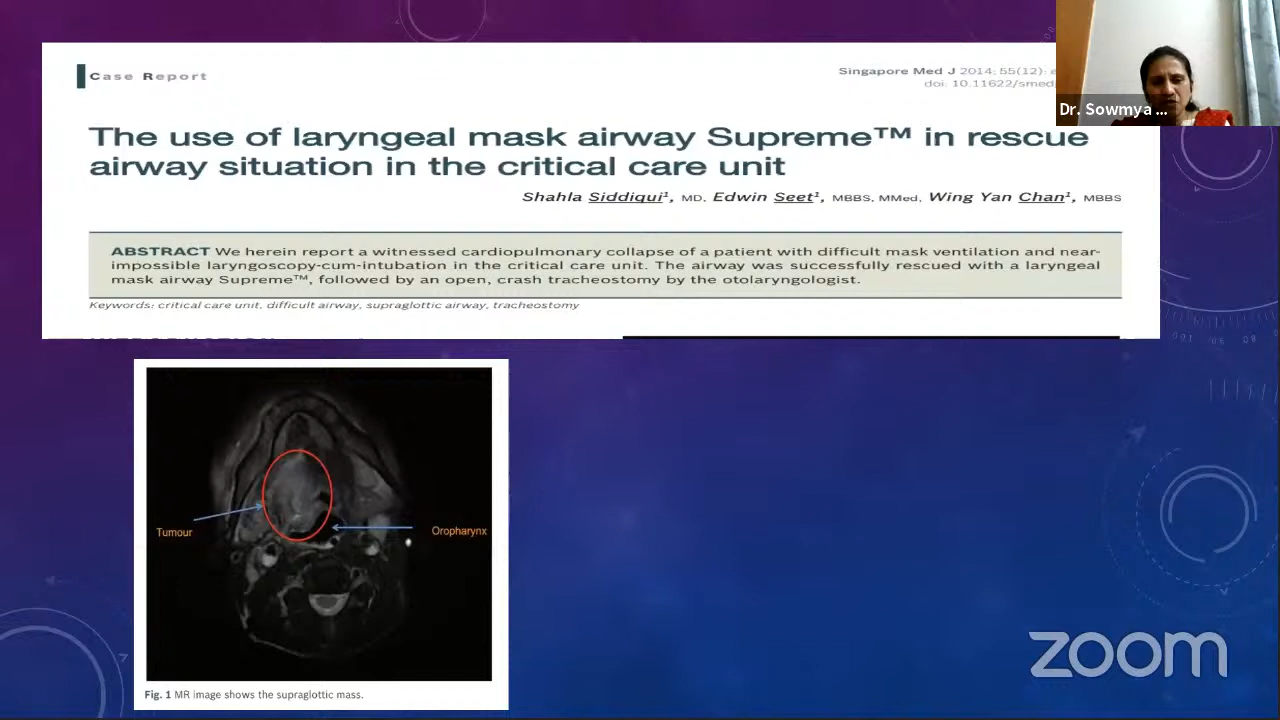 Case Report
Singapore Med J 2014; 55(12):
doi: 10.11622/smed
Dr. Sowmya ...
The use of laryngeal mask airway Supreme™ in rescue
airway situation in the critical care unit
Shahla Siddiqui¹, MD, Edwin Seet¹, MBBS, MMed, Wing Yan Chan¹, MBBS
ABSTRACT We herein report a witnessed cardiopulmonary collapse of a patient with difficult mask ventilation and near-
impossible laryngoscopy-cum-intubation in the critical care unit. The airway was successfully rescued with a laryngeal
mask airway Supreme™, followed by an open, crash tracheostomy by the otolaryngologist.
Keywords: critical care unit, difficult airway, supraglottic airway, tracheostomy
Tumour
Oropharynx
Fig. 1 MR image shows the supraglottic mass.
zoom